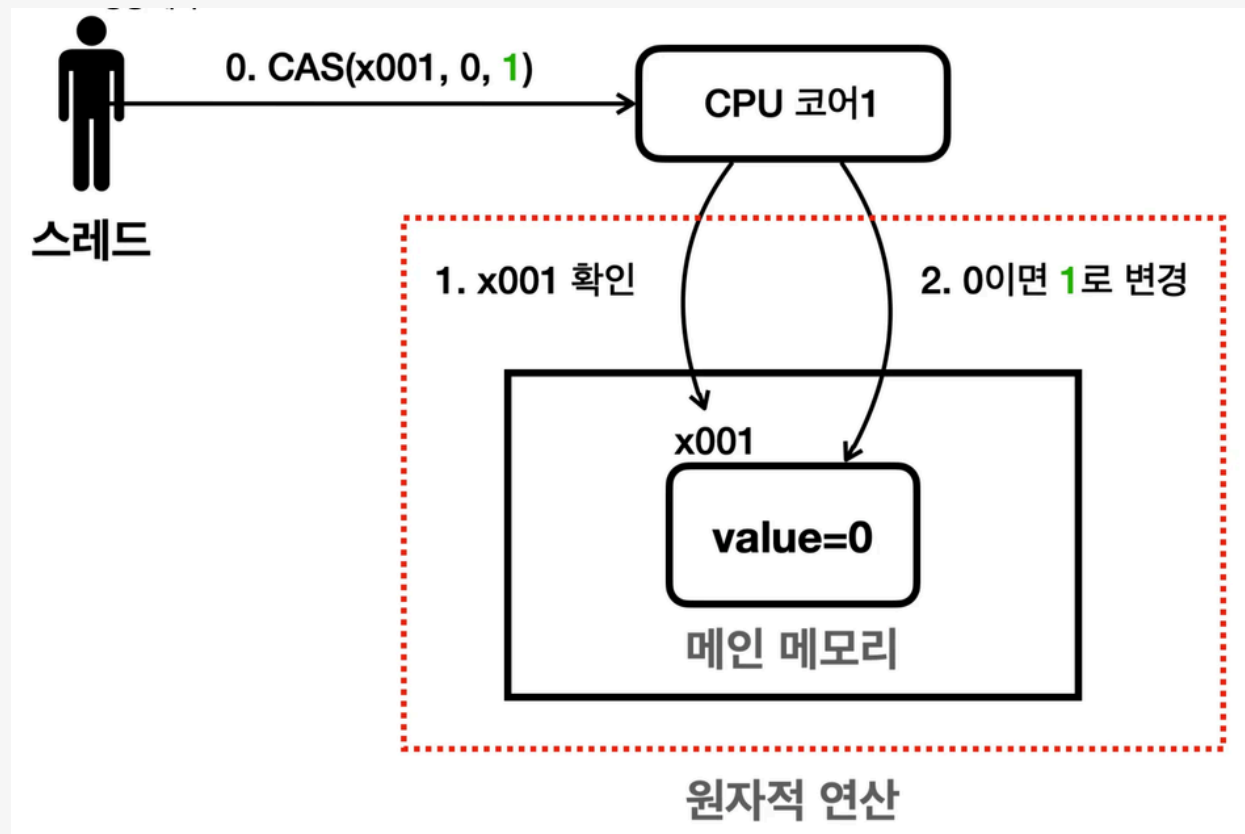 0. CAS(x001, 0, 1)
CPU 코어1
스레드
1. x001 확인
2. 0이면 1로 변경
x001
value=0
메인 메모리
원자적 연산